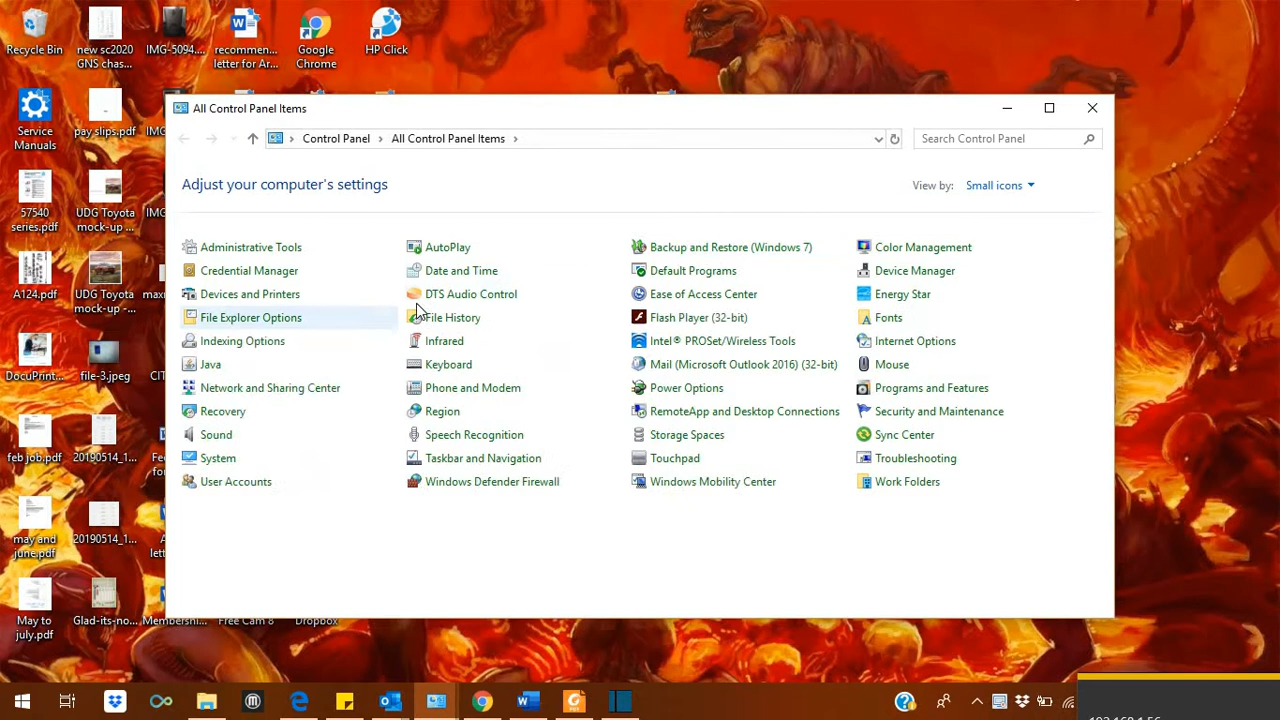 Recycle Bin
new sc2020
GNS chas...
IMG-5094....
recommen...
letter for Ar...
Google
Chrome
HP Click
Service
Manuals
pay slips.pdf
57540
series.pdf
UDG Toyota
mock-up ...
A124.pdf
UDG Toyota
mock-up -...
DocuPrint...
file-3.jpeg
feb job.pdf
20190514_1...
may and
june.pdf
20190514_1...
May to
july.pdf
Glad-its-no...
Membershi...
Free Cam 8
Dropbox
All Control Panel Items
Control Panel
All Control Panel Items
Search Control Panel
Adjust your computer's settings
View by: Small icons
Administrative Tools
AutoPlay
Backup and Restore (Windows 7)
Color Management
Credential Manager
Date and Time
Default Programs
Device Manager
Devices and Printers
DTS Audio Control
Ease of Access Center
Energy Star
File Explorer Options
File History
Flash Player (32-bit)
Fonts
Indexing Options
Infrared
Intel® PROSet/Wireless Tools
Internet Options
Java
Keyboard
Mail (Microsoft Outlook 2016) (32-bit)
Mouse
Network and Sharing Center
Phone and Modem
Power Options
Programs and Features
Recovery
Region
RemoteApp and Desktop Connections
Security and Maintenance
Sound
Speech Recognition
Storage Spaces
Sync Center
System
Taskbar and Navigation
Touchpad
Troubleshooting
User Accounts
Windows Defender Firewall
Windows Mobility Center
Work Folders